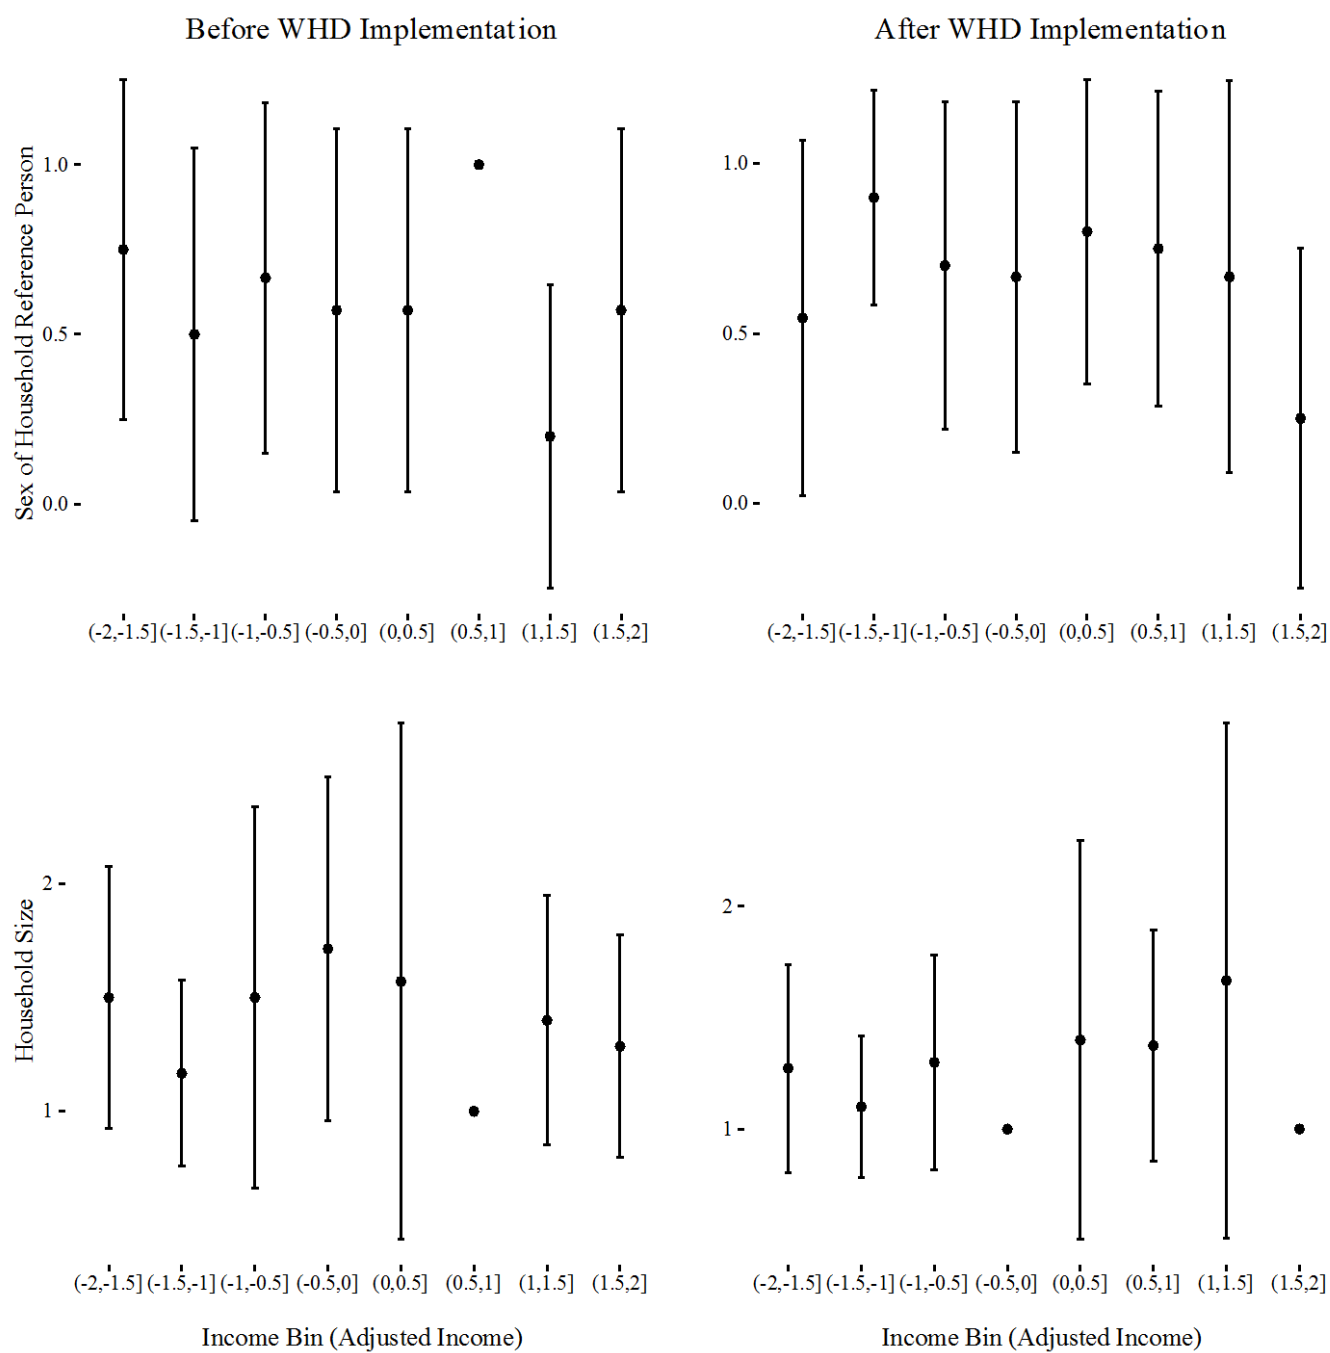 Before WHD Implementation
After WHD Implementation
Sex of Household Reference Person
1.0
0.5
0.0
(-2,-1.5] (-1.5,-1] (-1,-0.5] (-0.5,0] (0,0.5] (0.5,1] (1,1.5] (1.5,2]
1.0
0.5
0.0
(-2,-1.5] (-1.5,-1] (-1,-0.5] (-0.5,0] (0,0.5] (0.5,1] (1,1.5] (1.5,2]
Household Size
2
1
(-2,-1.5] (-1.5,-1] (-1,-0.5] (-0.5,0] (0,0.5] (0.5,1] (1,1.5] (1.5,2]
Income Bin (Adjusted Income)
2
1
(-2,-1.5] (-1.5,-1] (-1,-0.5] (-0.5,0] (0,0.5] (0.5,1] (1,1.5] (1.5,2]
Income Bin (Adjusted Income)